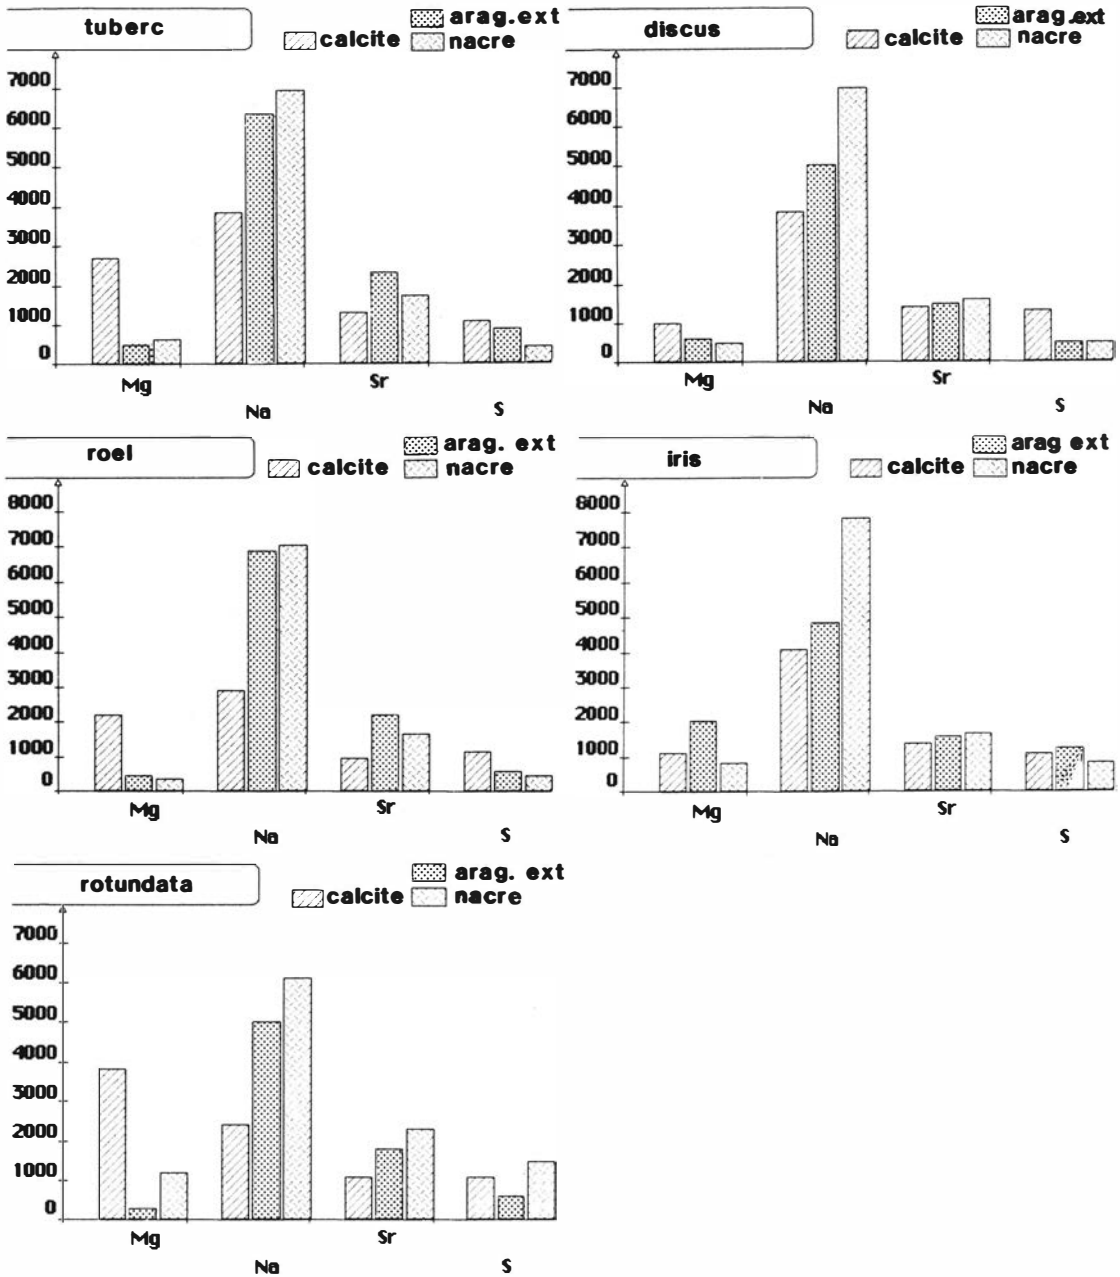 tuberc
arag.ext
calcite
nacre
7000
6000
5000
4000
3000
2000
1000
0
Mg
Na
Sr
S
discus
arag.ext
calcite
nacre
7000
6000
5000
4000
3000
2000
1000
0
Mg
Na
Sr
S
roel
arag. ext
calcite
nacre
8000
7000
6000
5000
4000
3000
2000
1000
0
Mg
Na
Sr
S
iris
arag ext
calcite
nacre
8000
7000
6000
5000
4000
3000
2000
1000
0
Mg
Na
Sr
S
rotundata
arag. ext
calcite
nacre
7000
6000
5000
4000
3000
2000
1000
0
Mg
Na
Sr
S